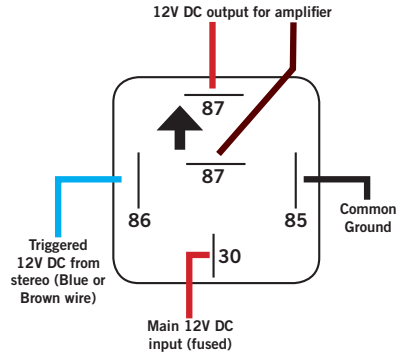 12V DC output for amplifier
87
87
86
85
Common
Ground
Triggered
12V DC from
stereo (Blue or
Brown wire)
30
Main 12V DC
input (fused)